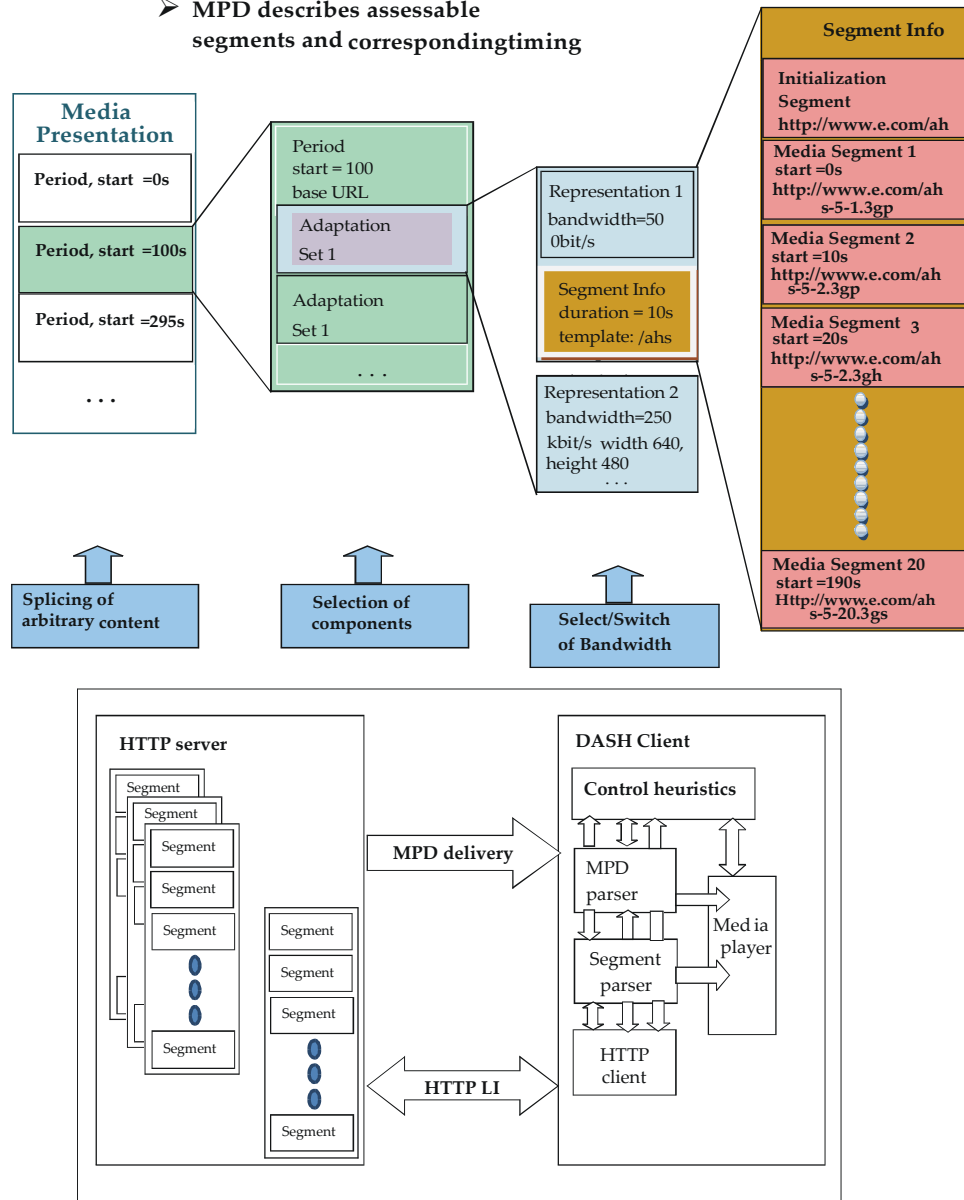 ➢ MPD describes assessable
segments and correspondingtiming
Media
Presentation
Period, start =0s
Period, start =100s
Period, start =295s
. . .
Period
start = 100
base URL
Adaptation
Set 1
Adaptation
Set 1
. . .
Representation 1
bandwidth=50
0bit/s
Segment Info
duration = 10s
template: /ahs
Representation 2
bandwidth=250
kbit/s width 640,
height 480
. . .
Segment Info
Initialization
Segment
http://www.e.com/ah
Media Segment 1
start =0s
http://www.e.com/ah
s-5-1.3gp
Media Segment 2
start =10s
http://www.e.com/ah
s-5-2.3gp
Media Segment 3
start =20s
http://www.e.com/ah
s-5-2.3gh
Media Segment 20
start =190s
Http://www.e.com/ah
s-5-20.3gs
Splicing of
arbitrary content
Selection of
components
Select/Switch
of Bandwidth
HTTP server
Segment
Segment
Segment
Segment
Segment
Segment
Segment
Segment
Segment
Segment
MPD delivery
HTTP LI
DASH Client
Control heuristics
MPD
parser
Segment
parser
HTTP
client
Med ia
player